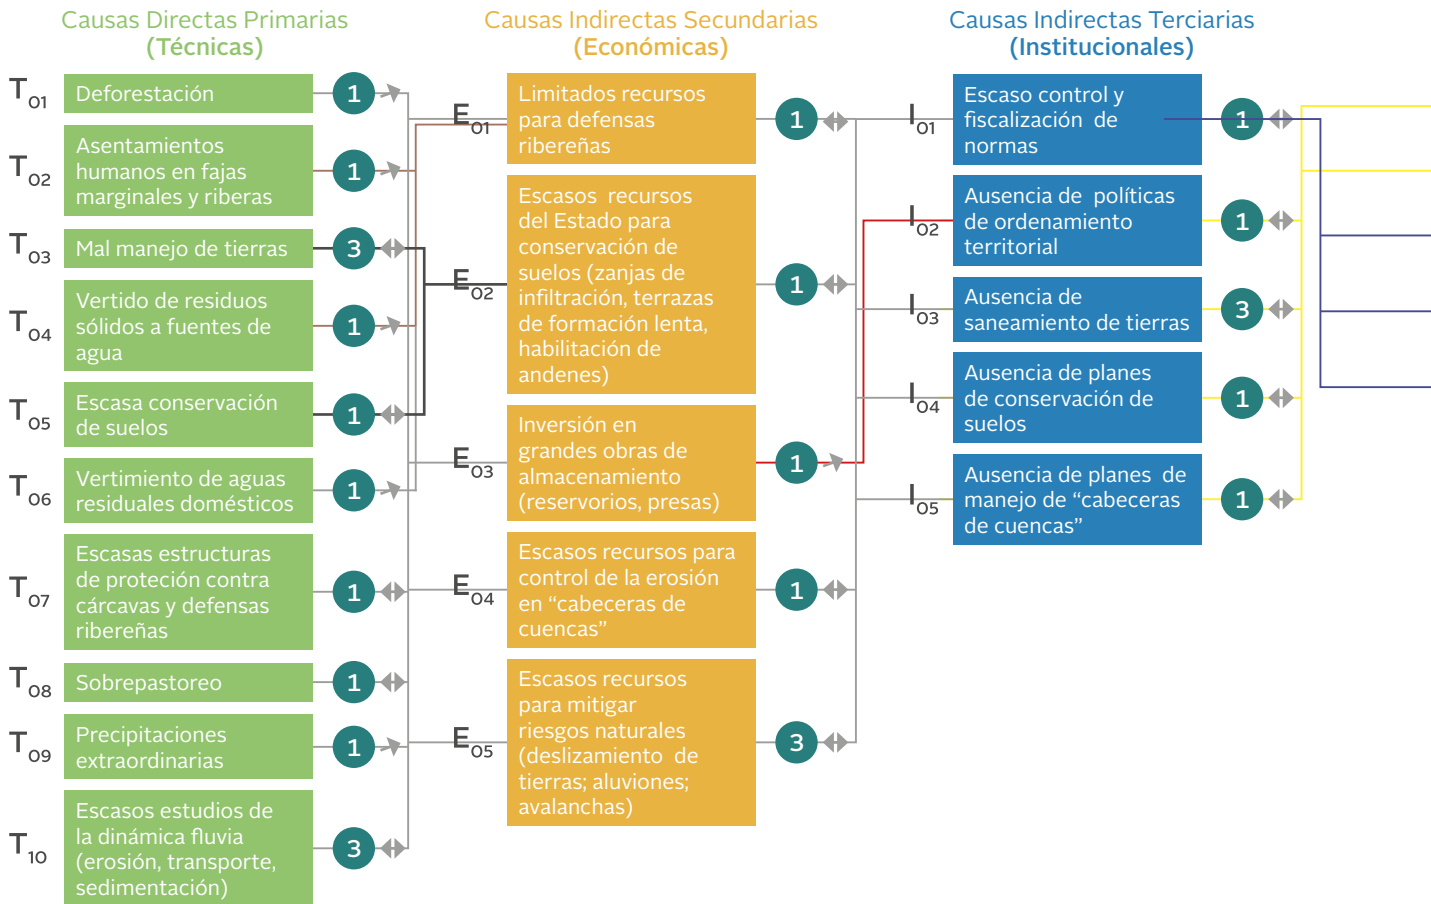 Causas Directas Primarias
(Técnicas)
T01
Deforestación
1
T02
Asentamientos
humanos en fajas
marginales y riberas
1
T03
Mal manejo de tierras
3
T04
Vertido de residuos
sólidos a fuentes de
agua
1
T05
Escasa conservación
de suelos
1
T06
Vertimiento de aguas
residuales domésticos
1
T07
Escasas estructuras
de proteción contra
cárcavas y defensas
ribereñas
1
T08
Sobrepastoreo
1
T09
Precipitaciones
extraordinarias
1
T10
Escasos estudios de
la dinámica fluvia
(erosión, transporte,
sedimentación)
3
Causas Indirectas Secundarias
(Económicas)
E01
Limitados recursos
para defensas
ribereñas
1
E02
Escasos recursos
del Estado para
conservación de
suelos (zanjas de
infiltración, terrazas
de formación lenta,
habilitación de
andenes)
1
E03
Inversión en
grandes obras de
almacenamiento
(reservorios, presas)
1
E04
Escasos recursos para
control de la erosión
en “cabeceras de
cuencas”
1
E05
Escasos recursos
para mitigar
riesgos naturales
(deslizamiento de
tierras; aluviones;
avalanchas)
3
Causas Indirectas Terciarias
(Institucionales)
I01
Escaso control y
fiscalización de
normas
1
I02
Ausencia de políticas
de ordenamiento
territorial
1
I03
Ausencia de
saneamiento de tierras
3
I04
Ausencia de planes
de conservación de
suelos
1
I05
Ausencia de planes de
manejo de “cabeceras
de cuencas”
1